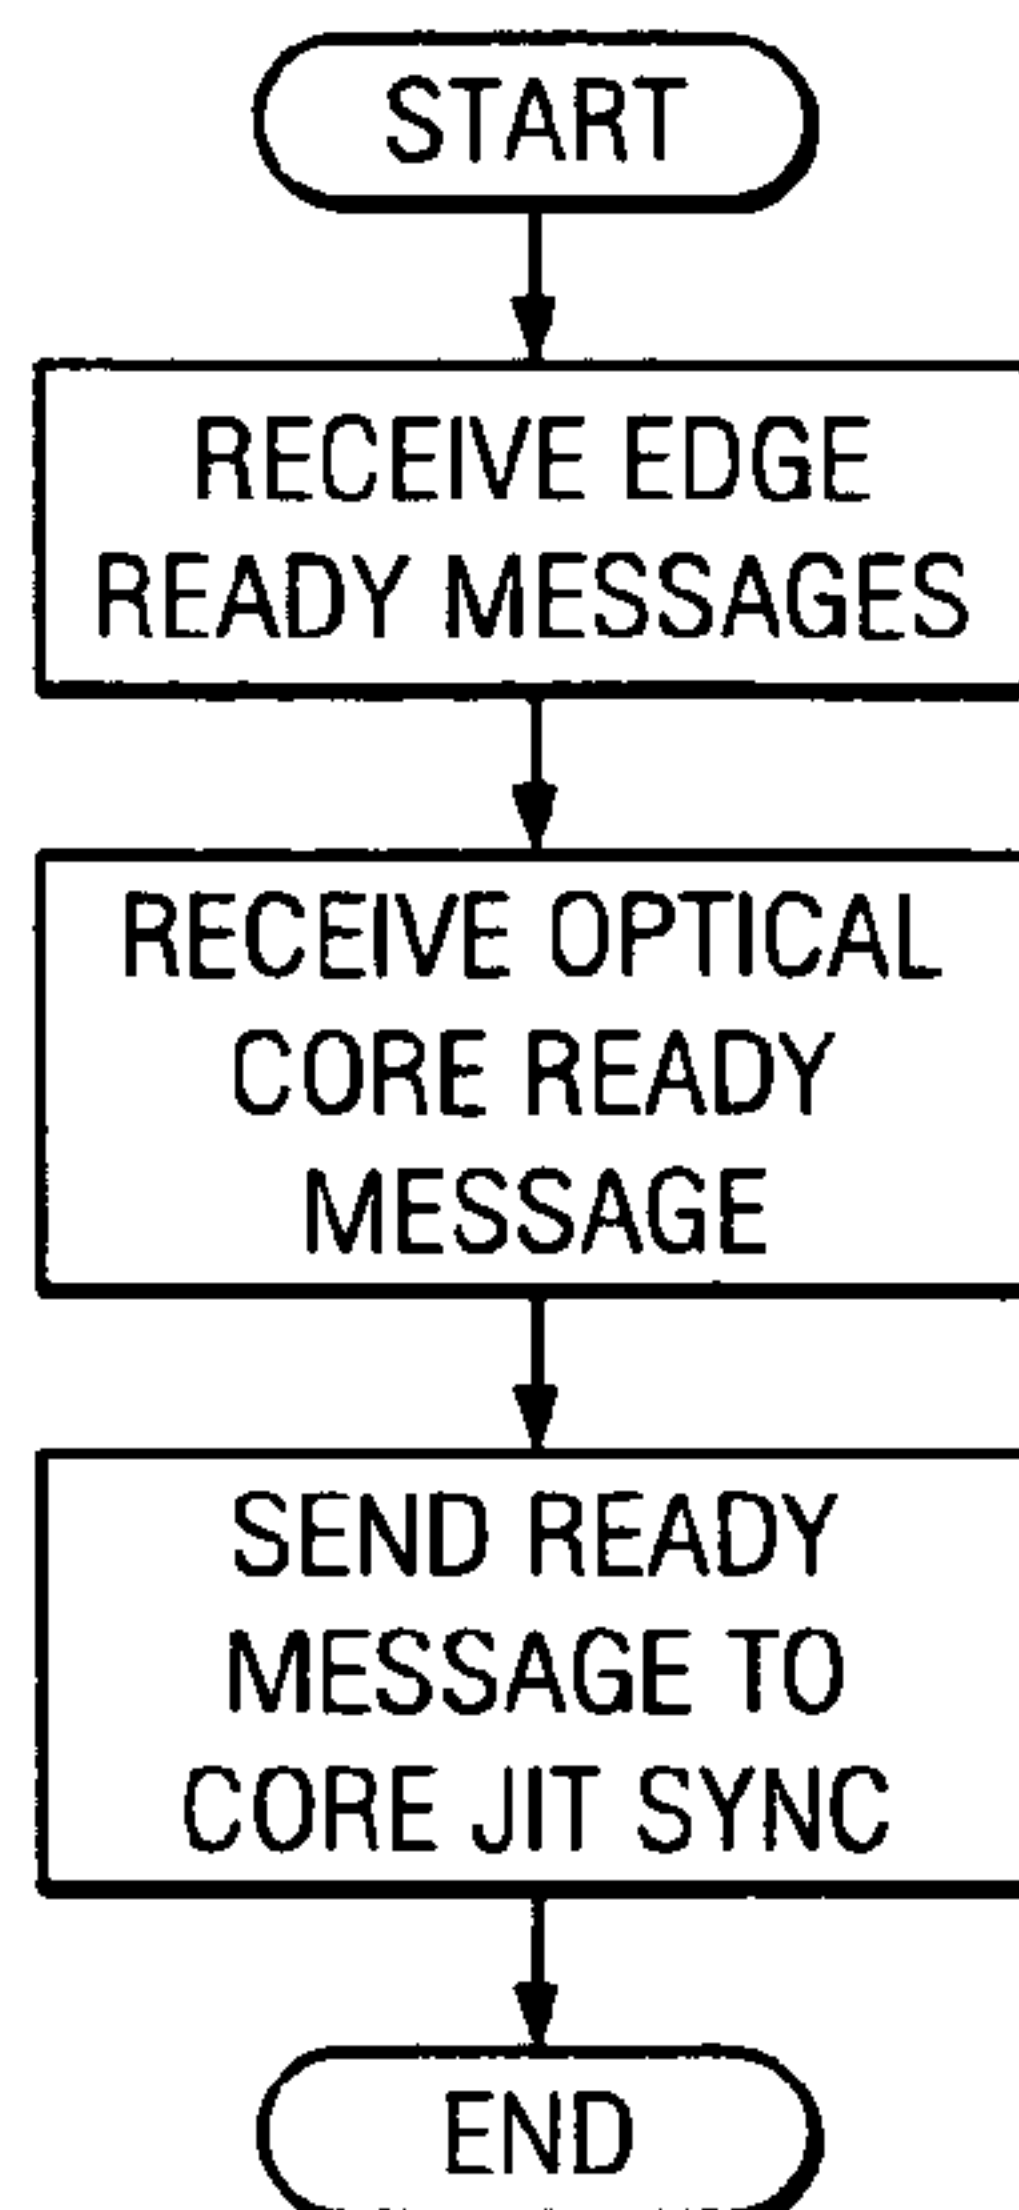 START
RECEIVE EDGE
READY MESSAGES
RECEIVE OPTICAL
CORE READY
MESSAGE
SEND READY
MESSAGE TO
CORE JIT SYNC
END